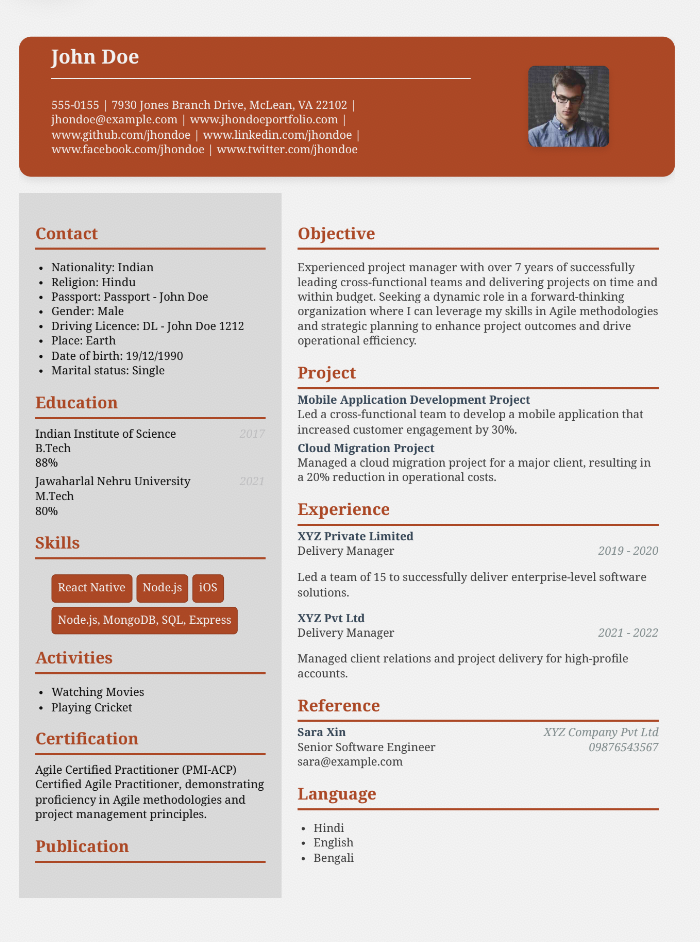 John Doe
555-0155 | 7930 Jones Branch Drive, McLean, VA 22102 |
jhondoe@example.com | www.jhondoeportfolio.com |
www.github.com/jhondoe | www.linkedin.com/jhondoe |
www.facebook.com/jhondoe | www.twitter.com/jhondoe
Contact
• Nationality: Indian
• Religion: Hindu
• Passport: Passport - John Doe
• Gender: Male
• Driving Licence: DL - John Doe 1212
• Place: Earth
• Date of birth: 19/12/1990
• Marital status: Single
Education
Indian Institute of Science 2017
B.Tech
88%
Jawaharlal Nehru University 2021
M.Tech
80%
Skills
React Native Node.js iOS
Node.js, MongoDB, SQL, Express
Activities
• Watching Movies
• Playing Cricket
Certification
Agile Certified Practitioner (PMI-ACP)
Certified Agile Practitioner, demonstrating
proficiency in Agile methodologies and
project management principles.
Publication
Objective
Experienced project manager with over 7 years of successfully
leading cross-functional teams and delivering projects on time and
within budget. Seeking a dynamic role in a forward-thinking
organization where I can leverage my skills in Agile methodologies
and strategic planning to enhance project outcomes and drive
operational efficiency.
Project
Mobile Application Development Project
Led a cross-functional team to develop a mobile application that
increased customer engagement by 30%.
Cloud Migration Project
Managed a cloud migration project for a major client, resulting in
a 20% reduction in operational costs.
Experience
XYZ Private Limited
Delivery Manager 2019 - 2020
Led a team of 15 to successfully deliver enterprise-level software
solutions.
XYZ Pvt Ltd
Delivery Manager 2021 - 2022
Managed client relations and project delivery for high-profile
accounts.
Reference
Sara Xin XYZ Company Pvt Ltd
Senior Software Engineer 09876543567
sara@example.com
Language
• Hindi
• English
• Bengali